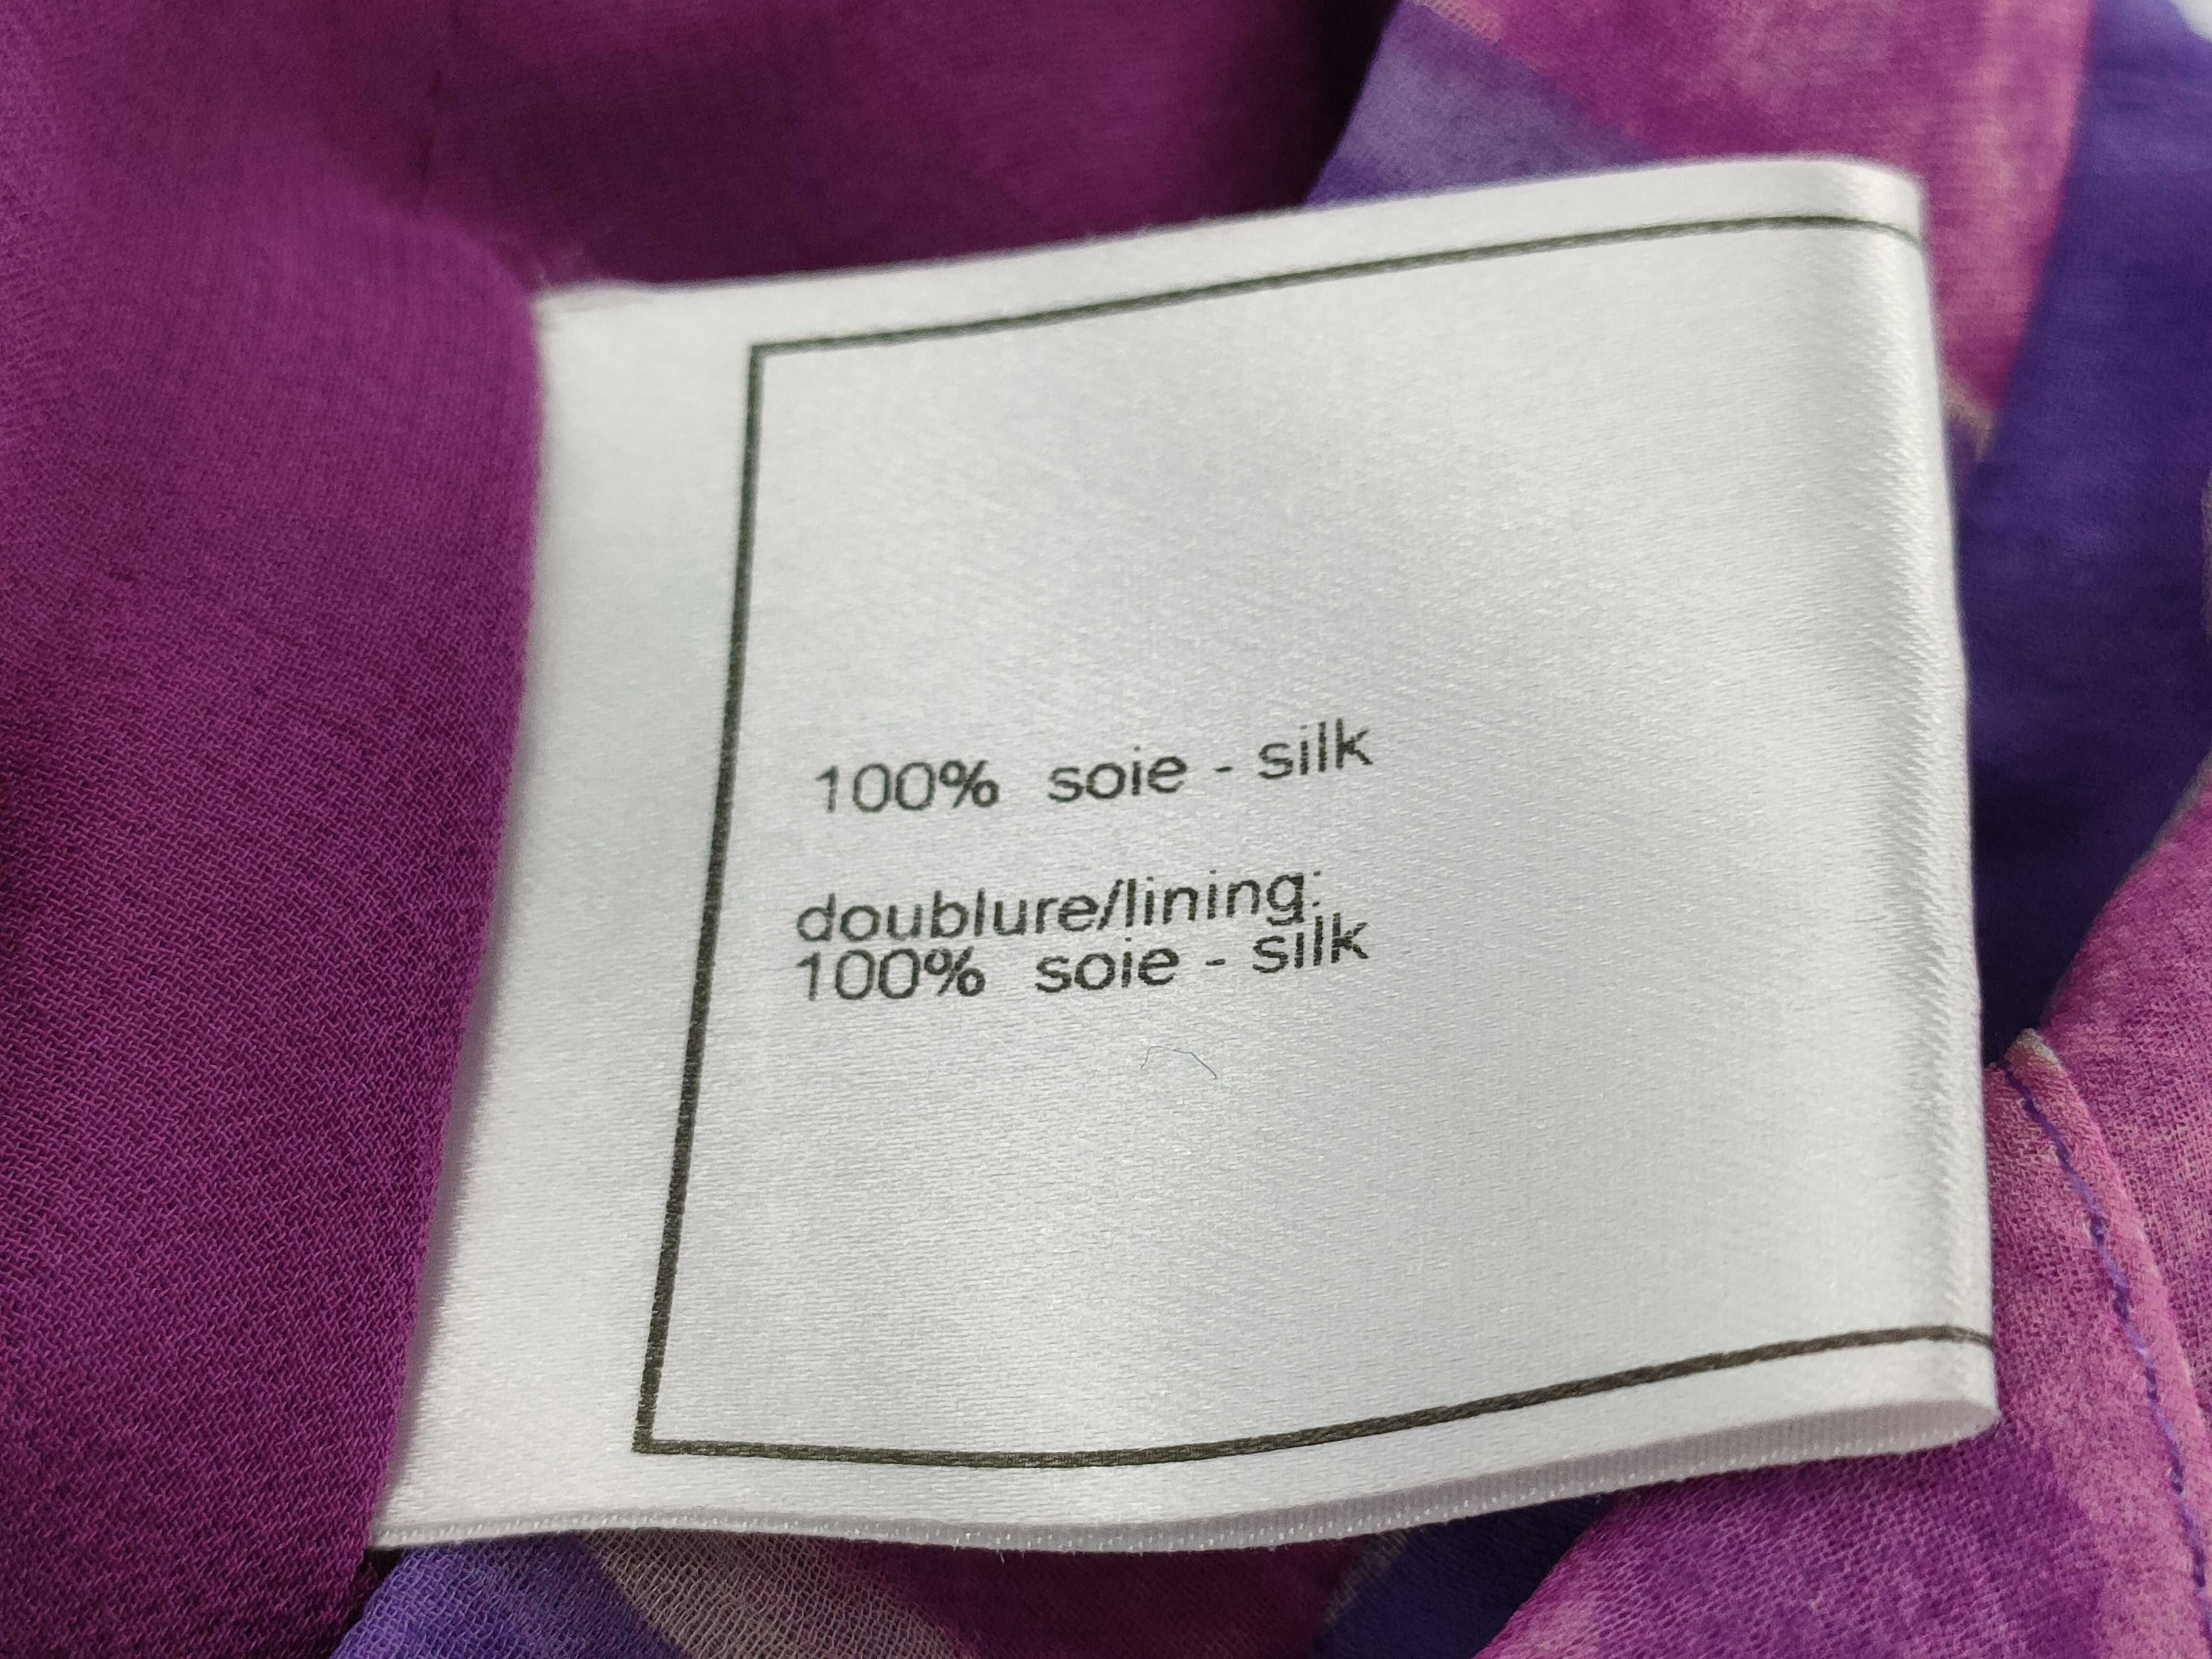 100% soie - silk
doublure/lining:
100% soie - silk